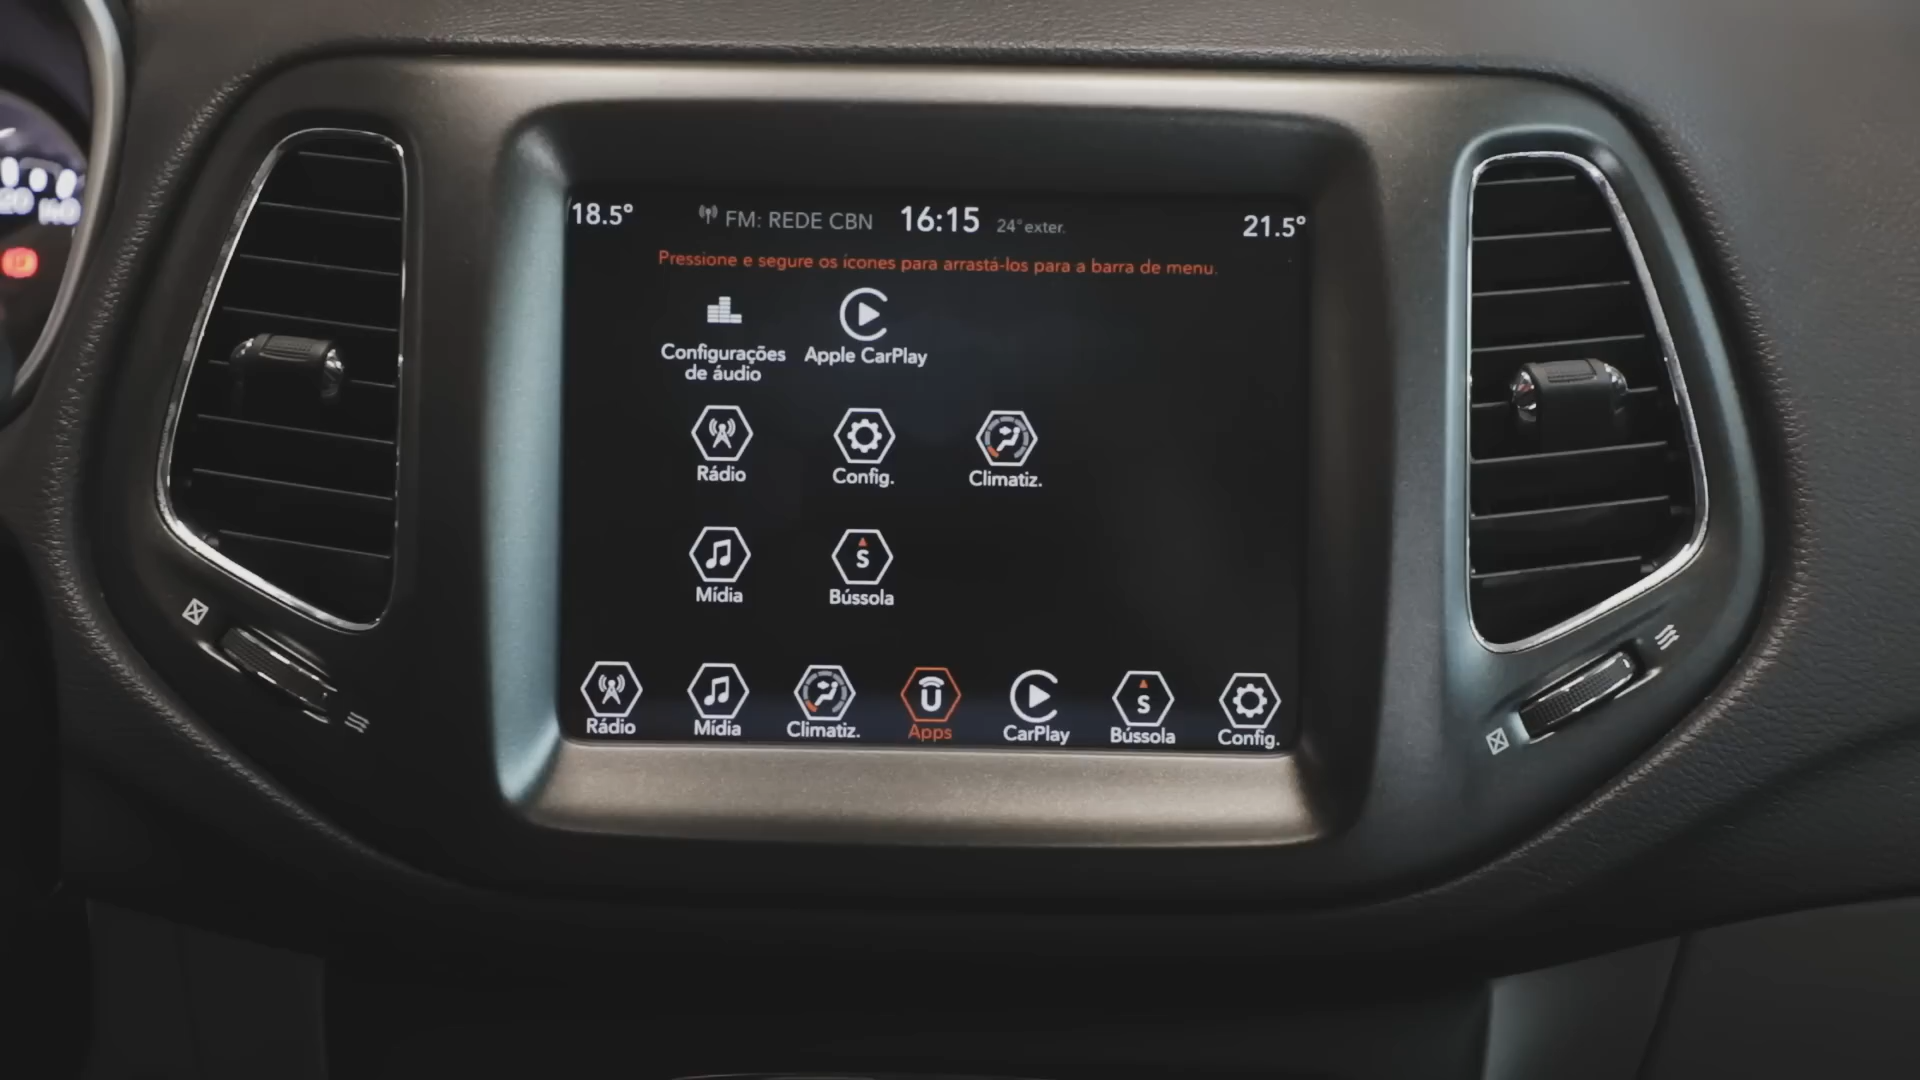 18.5° FM: REDE CBN 16:15 24° exter. 21.5°
Pressione e segure os ícones para arrastá-los para a barra de menu.
Configurações
de áudio
Apple CarPlay
Rádio Config. Climatiz.
S
Mídia Bússola
U S
Rádio Mídia Climatiz. Apps CarPlay Bússola Config.
140